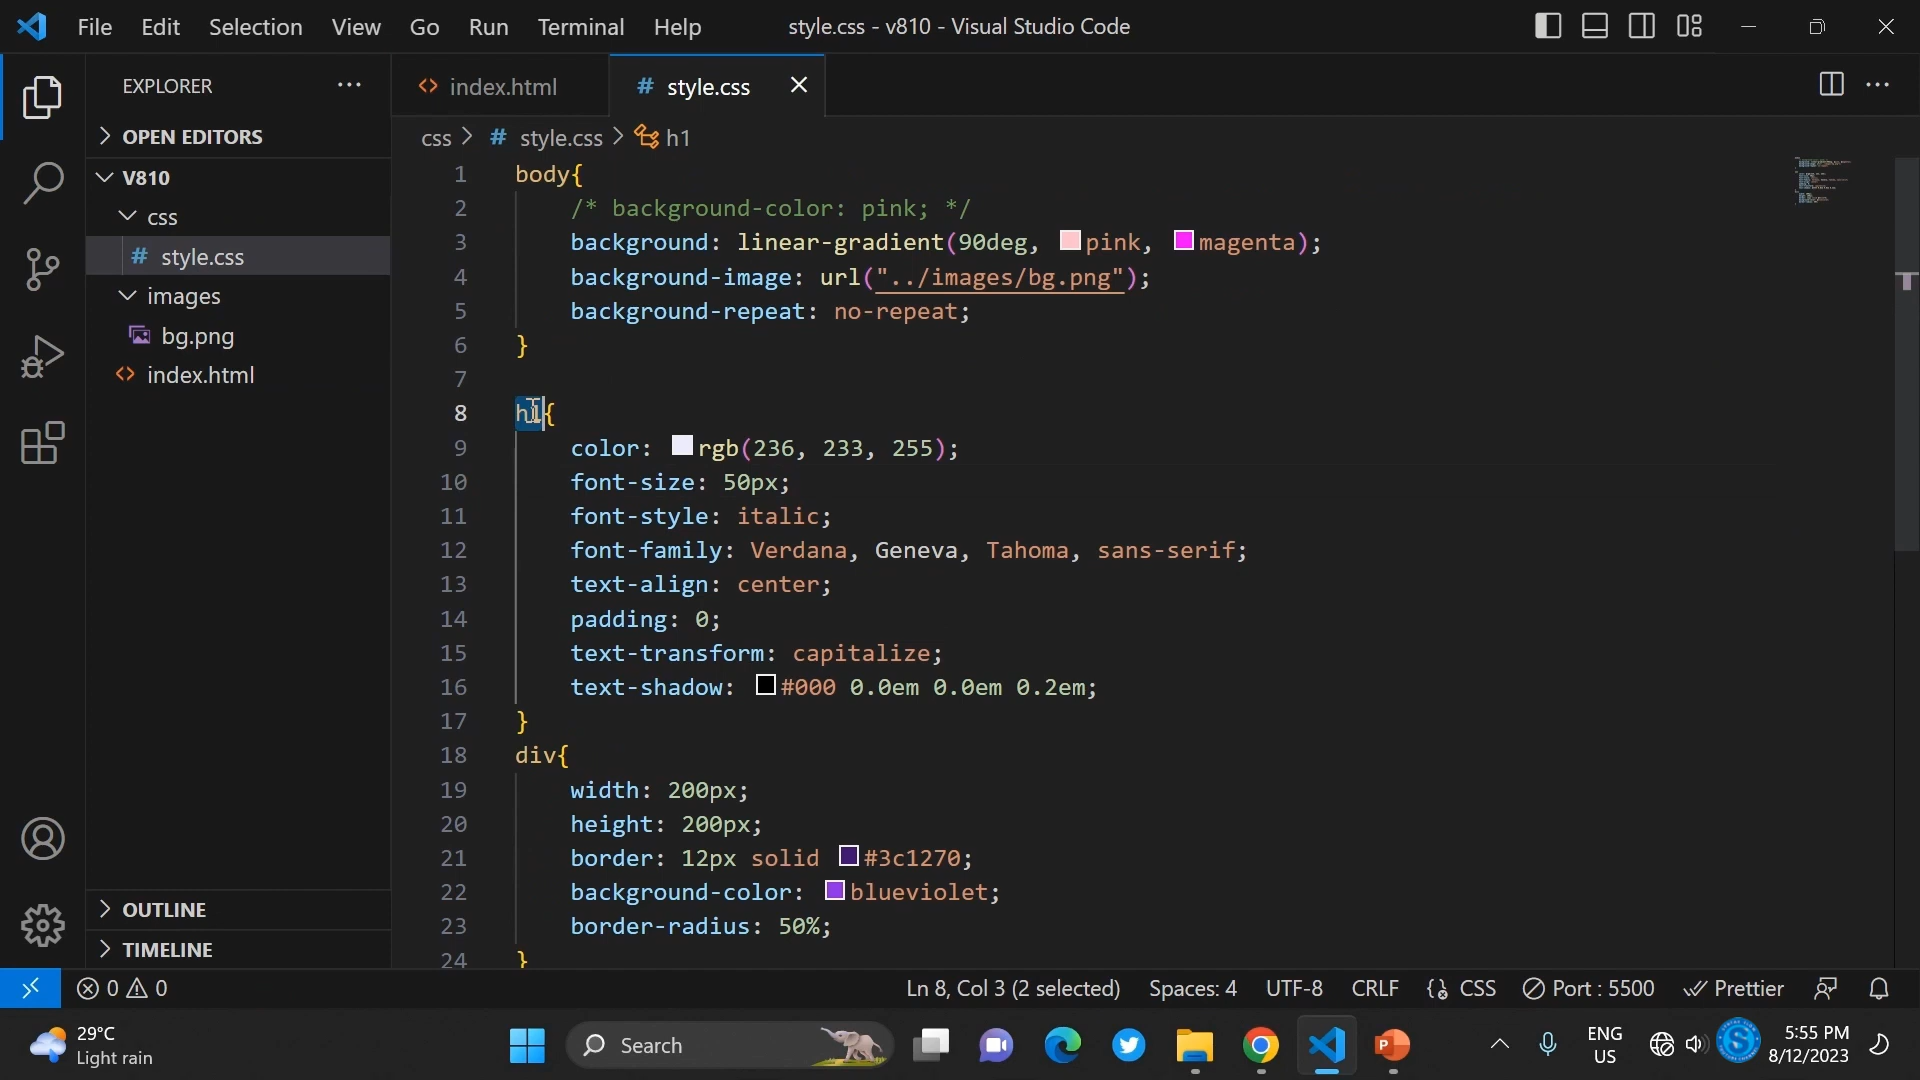 File Edit Selection View Go Run Terminal Help style.css - v810 - Visual Studio Code
EXPLORER
OPEN EDITORS
V810
css
# style.css
images
bg.png
<> index.html
OUTLINE
TIMELINE
<> index.html # style.css
css > # style.css > h1
1 body{
2 /* background-color: pink; */
3 background: linear-gradient(90deg, pink, magenta);
4 background-image: url("../images/bg.png");
5 background-repeat: no-repeat;
6 }
7
8 h1{
9 color: rgb(236, 233, 255);
10 font-size: 50px;
11 font-style: italic;
12 font-family: Verdana, Geneva, Tahoma, sans-serif;
13 text-align: center;
14 padding: 0;
15 text-transform: capitalize;
16 text-shadow: #000 0.0em 0.0em 0.2em;
17 }
18 div{
19 width: 200px;
20 height: 200px;
21 border: 12px solid #3c1270;
22 background-color: blueviolet;
23 border-radius: 50%;
24 }
0 0 Ln 8, Col 3 (2 selected) Spaces: 4 UTF-8 CRLF CSS Port : 5500 Prettier
29°C
Light rain
Search
ENG
US
5:55 PM
8/12/2023